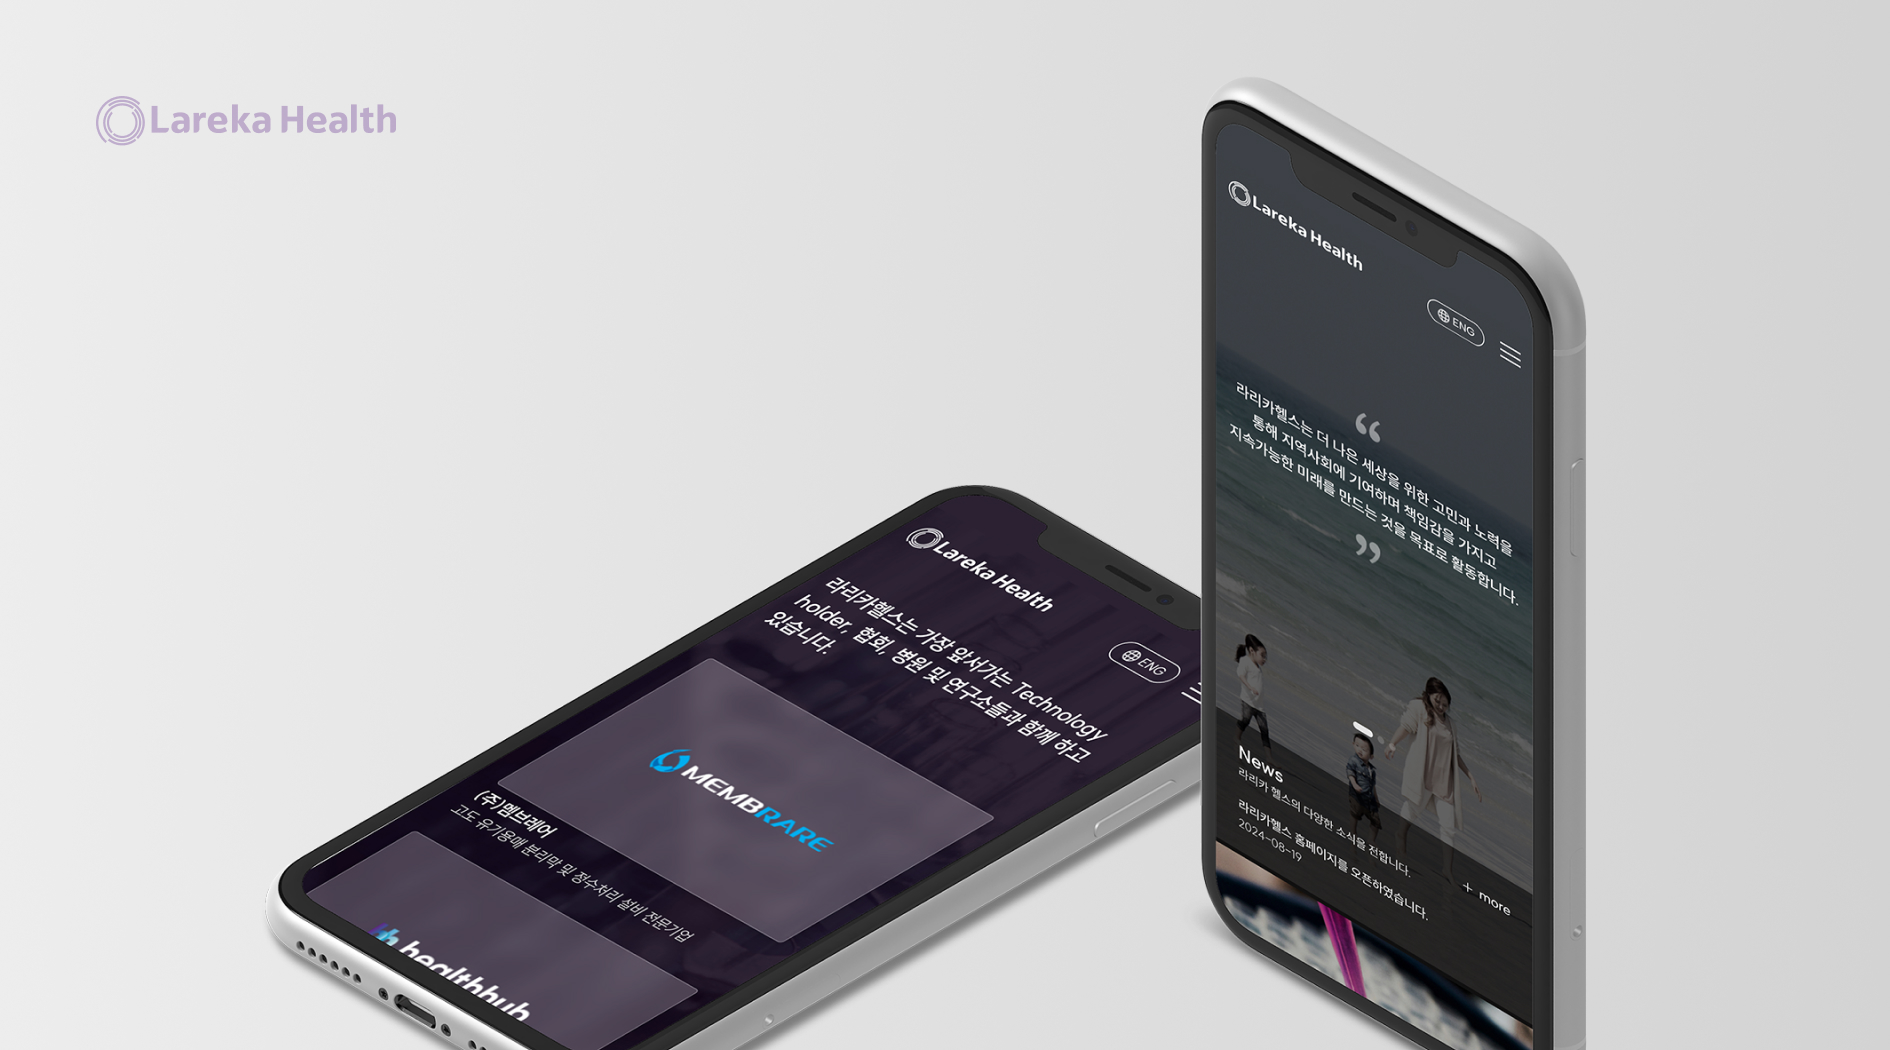 Lareka Health
Lareka Health
ENG
라리카헬스는 더 나은 세상을 위한 고민과 노력을
통해 지역사회에 기여하며 책임감을 가지고
지속가능한 미래를 만드는 것을 목표로 활동합니다.
News
라리카 헬스의 다양한 소식을 전합니다.
라리카헬스 홈페이지를 오픈하였습니다.
2024-08-19
+ more
Lareka Health
ENG
라리카헬스는 가장 앞서가는 Technology
holder, 협회, 병원 및 연구소들과 함께 하고
있습니다.
MEMBRARE
(주)멤브레어
고도 유기용매 분리막 및 정수처리 설비 전문기업
healthhub